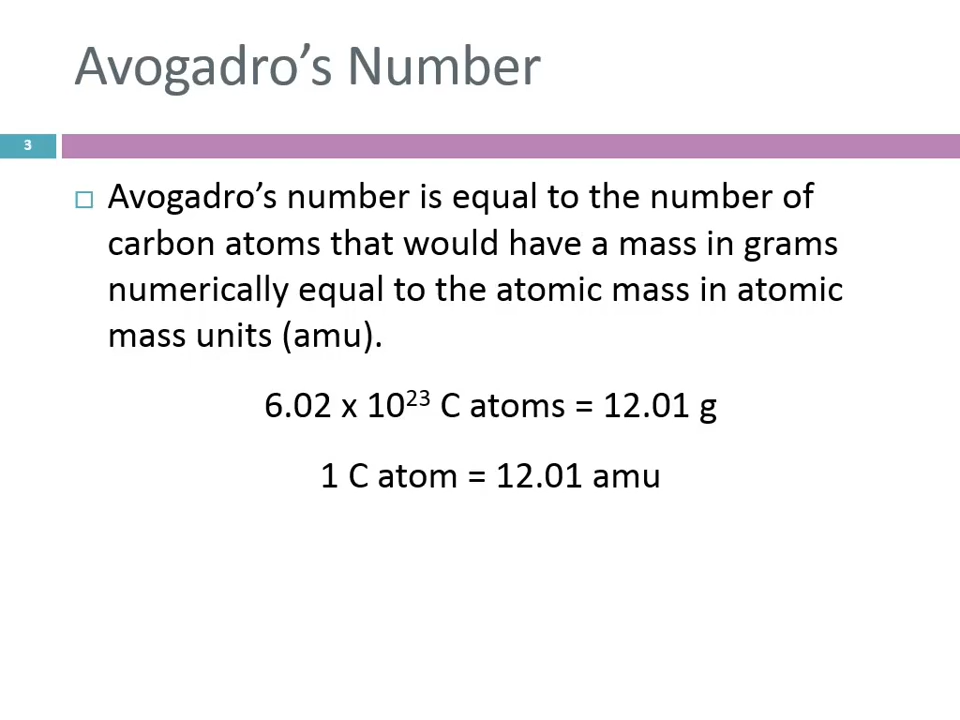 Avogadro’s Number
3
Avogadro’s number is equal to the number of
carbon atoms that would have a mass in grams
numerically equal to the atomic mass in atomic
mass units (amu).
6.02 x 10²³ C atoms = 12.01 g
1 C atom = 12.01 amu